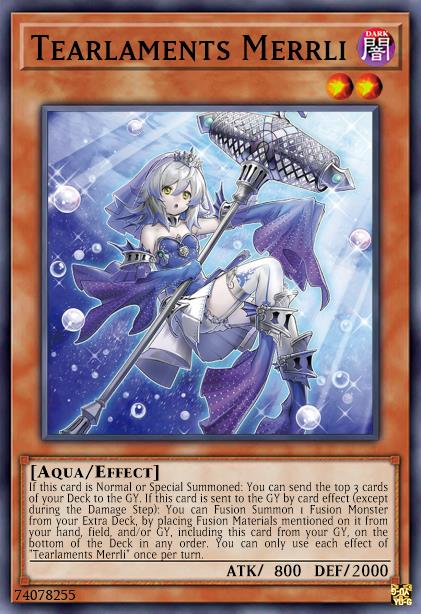 Tearlaments Merrli
DARK
闇
[Aqua/Effect]
If this card is Normal or Special Summoned: You can send the top 3 cards
of your Deck to the GY. If this card is sent to the GY by card effect (except
during the Damage Step): You can Fusion Summon 1 Fusion Monster
from your Extra Deck, by placing Fusion Materials mentioned on it from
your hand, field, and/or GY, including this card from your GY, on the
bottom of the Deck in any order. You can only use each effect of
"Tearlaments Merrli" once per turn.
ATK/ 800 DEF/2000
74078255